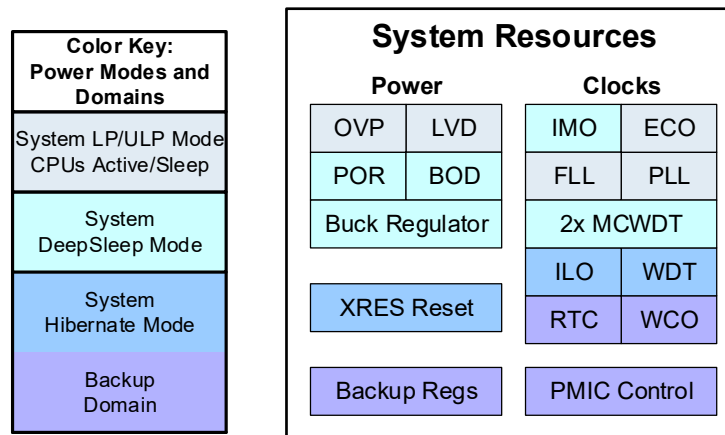 Color Key:
Power Modes and
Domains
System LP/ULP Mode
CPUs Active/Sleep
System
DeepSleep Mode
System
Hibernate Mode
Backup
Domain
System Resources
Power
OVP LVD
POR BOD
Buck Regulator
XRES Reset
Backup Regs
Clocks
IMO ECO
FLL PLL
2x MCWDT
ILO WDT
RTC WCO
PMIC Control